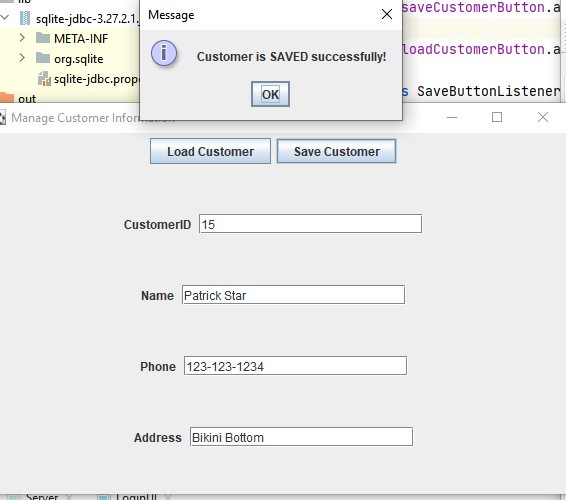 lib
sqlite-jdbc-3.27.2.1.
META-INF
org.sqlite
sqlite-jdbc.prope
out
saveCustomerButton.a
loadCustomerButton.a
s SaveButtonListener
Message
Customer is SAVED successfully!
OK
Manage Customer Information
Load Customer
Save Customer
CustomerID 15
Name Patrick Star
Phone 123-123-1234
Address Bikini Bottom
Server
LoginUI